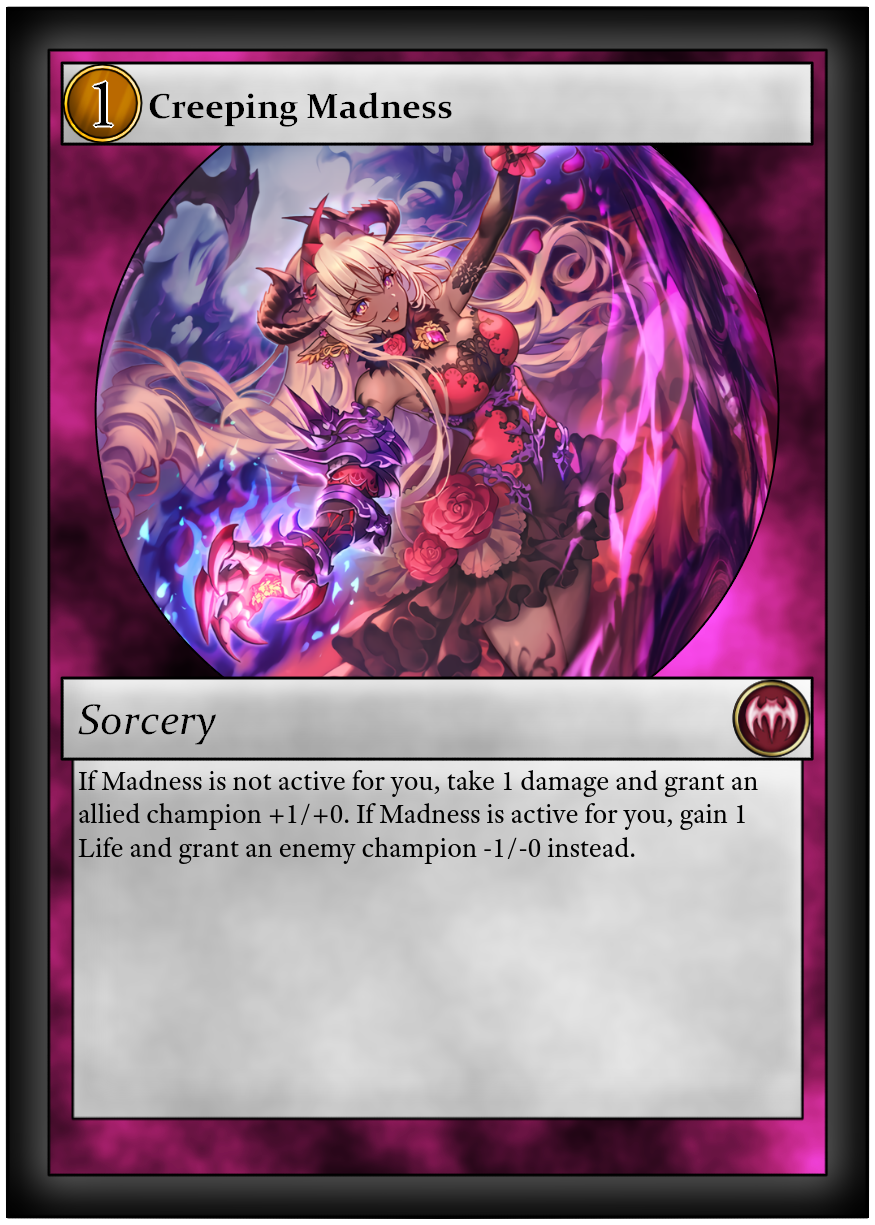 1 Creeping Madness
Sorcery
If Madness is not active for you, take 1 damage and grant an
allied champion +1/+0. If Madness is active for you, gain 1
Life and grant an enemy champion -1/-0 instead.